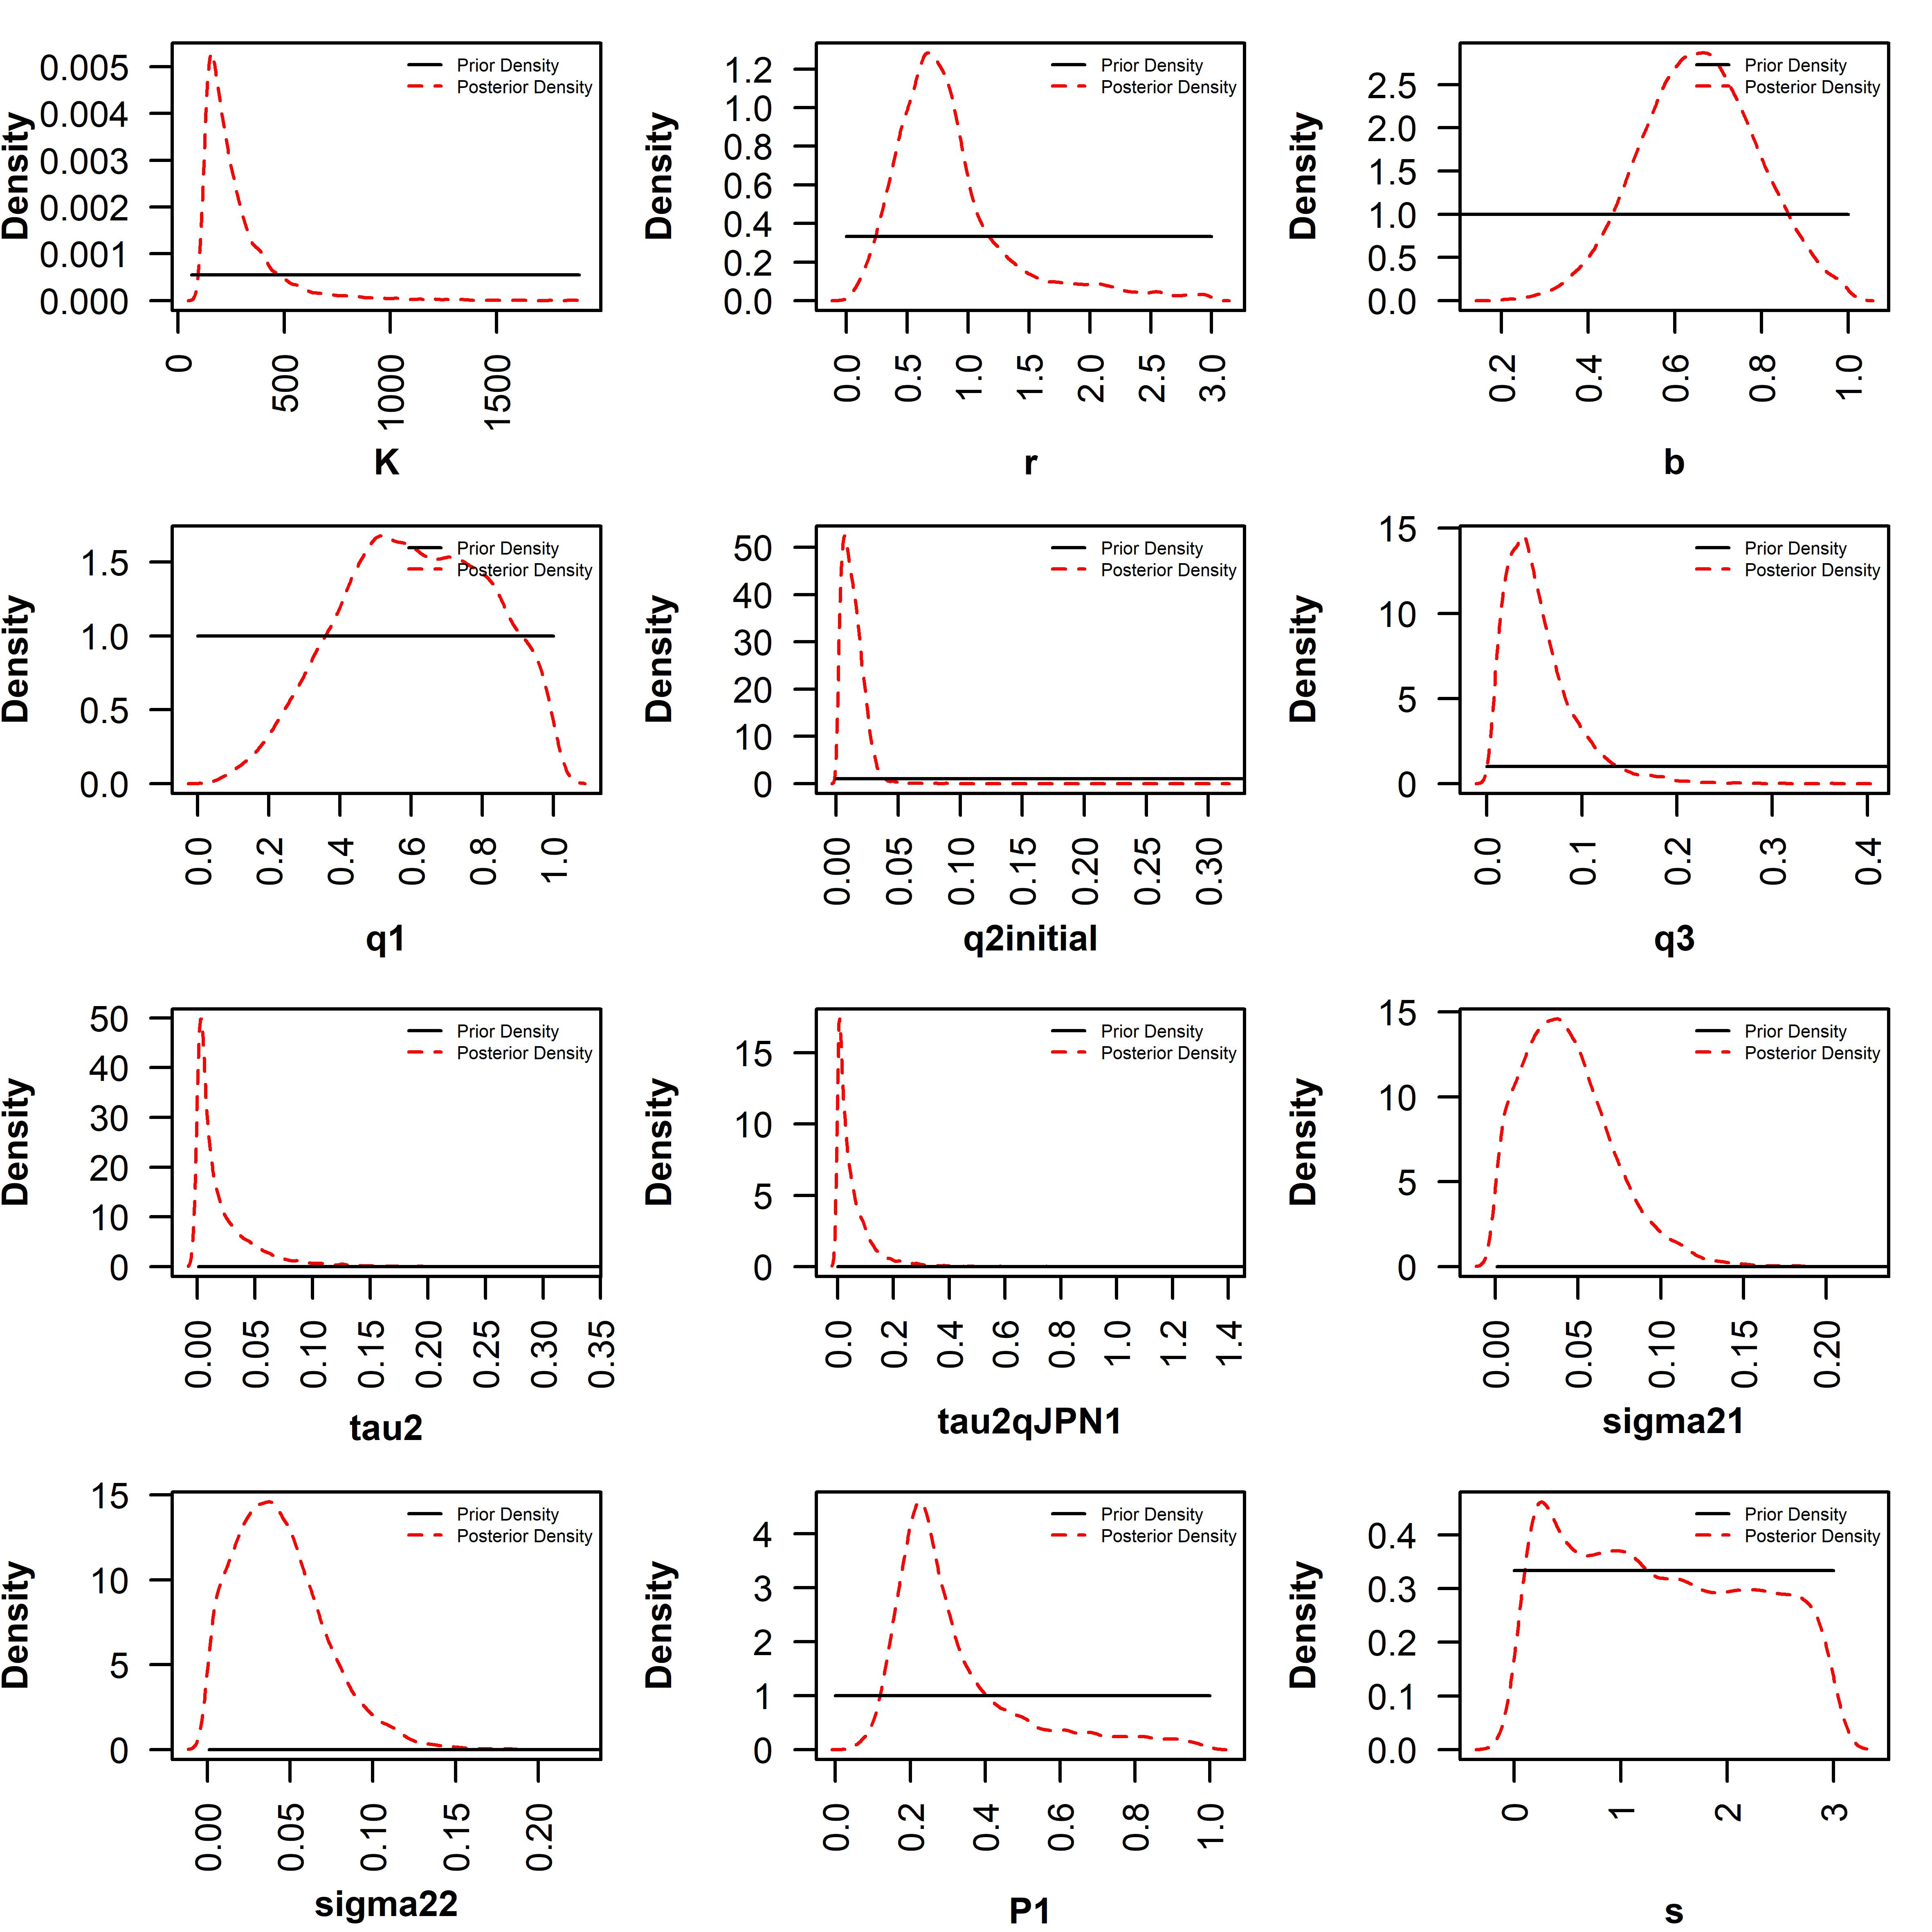 Density
0.005
0.004
0.003
0.002
0.001
0.000
Prior Density
Posterior Density
0
500
1000
1500
K
Density
1.2
1.0
0.8
0.6
0.4
0.2
0.0
Prior Density
Posterior Density
0.0
0.5
1.0
1.5
2.0
2.5
3.0
r
Density
2.5
2.0
1.5
1.0
0.5
0.0
Prior Density
Posterior Density
0.2
0.4
0.6
0.8
1.0
b
Density
1.5
1.0
0.5
0.0
Prior Density
Posterior Density
0.0
0.2
0.4
0.6
0.8
1.0
q1
Density
50
40
30
20
10
0
Prior Density
Posterior Density
0.00
0.05
0.10
0.15
0.20
0.25
0.30
q2initial
Density
15
10
5
0
Prior Density
Posterior Density
0.0
0.1
0.2
0.3
0.4
q3
Density
50
40
30
20
10
0
Prior Density
Posterior Density
0.00
0.05
0.10
0.15
0.20
0.25
0.30
0.35
tau2
Density
15
10
5
0
Prior Density
Posterior Density
0.0
0.2
0.4
0.6
0.8
1.0
1.2
1.4
tau2qJPN1
Density
15
10
5
0
Prior Density
Posterior Density
0.00
0.05
0.10
0.15
0.20
sigma21
Density
15
10
5
0
Prior Density
Posterior Density
0.00
0.05
0.10
0.15
0.20
sigma22
Density
4
3
2
1
0
Prior Density
Posterior Density
0.0
0.2
0.4
0.6
0.8
1.0
P1
Density
0.4
0.3
0.2
0.1
0.0
Prior Density
Posterior Density
0
1
2
3
s